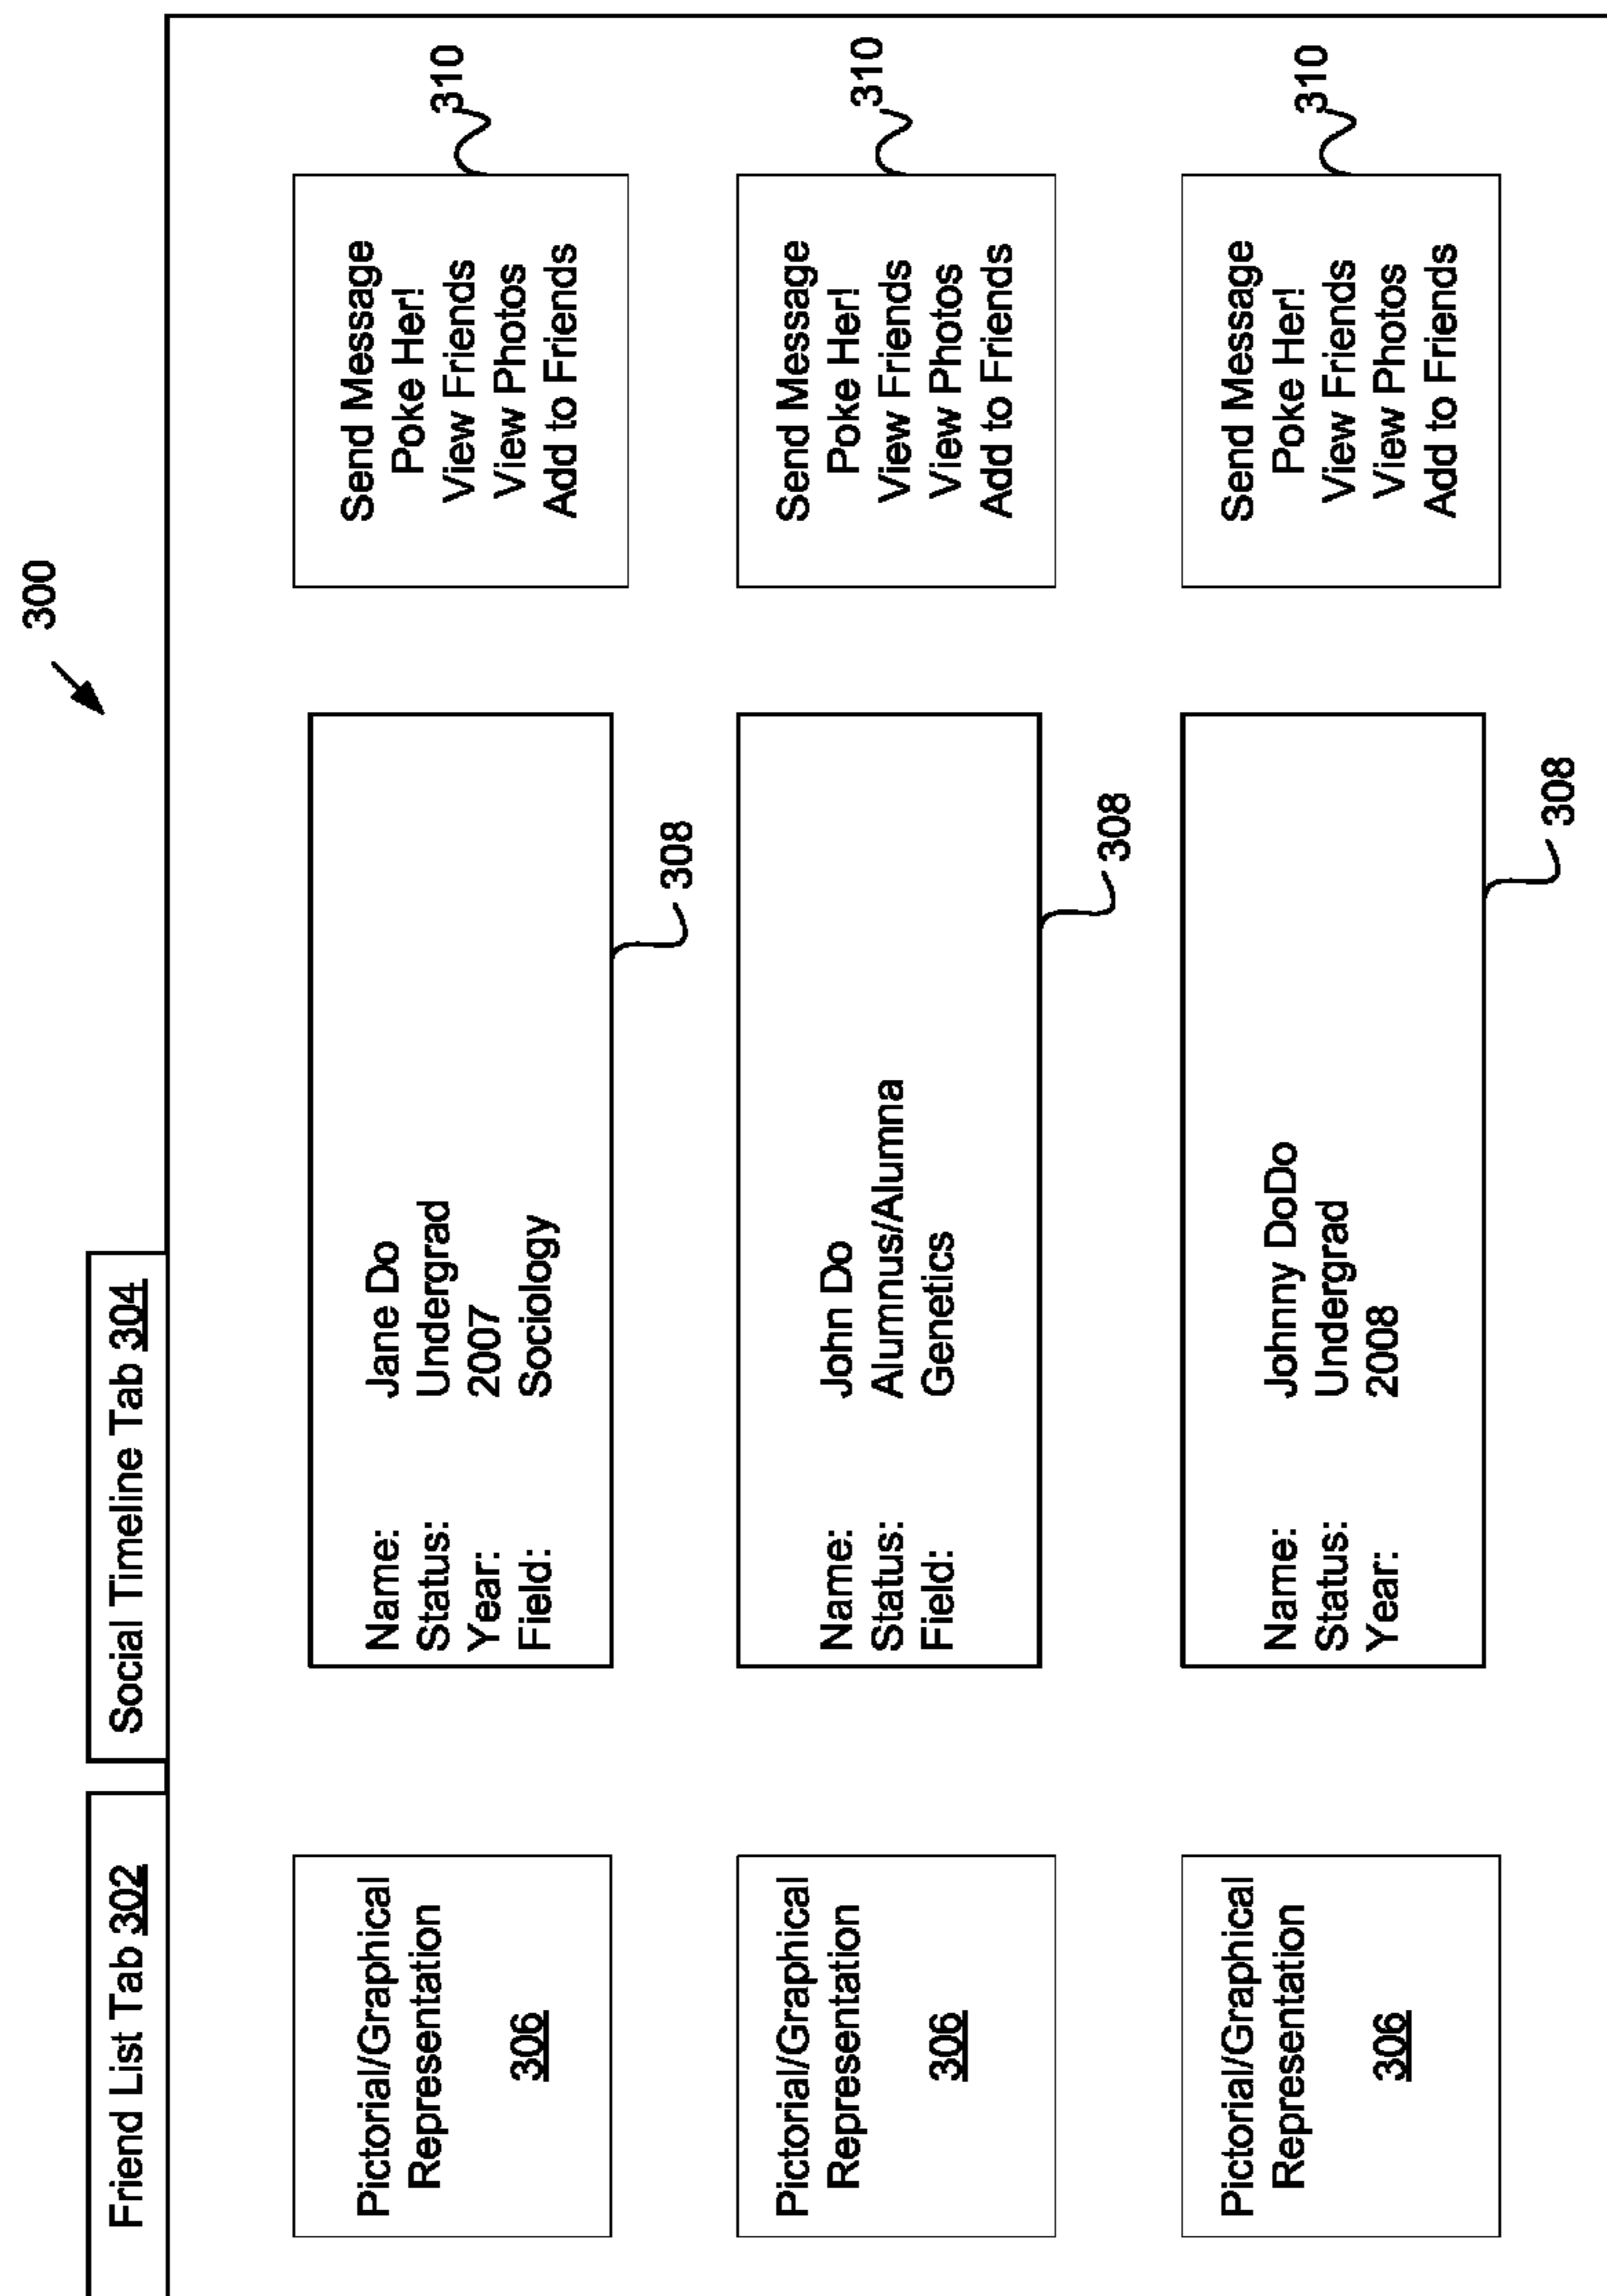 300
Friend List Tab 302
Social Timeline Tab 304
Pictorial/Graphical
Representation
306
Name: Jane Do
Status: Undergrad
Year: 2007
Field: Sociology
308
Send Message
Poke Her!
View Friends
View Photos
Add to Friends
310
Pictorial/Graphical
Representation
306
Name: John Do
Status: Alumnus/Alumna
Field: Genetics
308
Send Message
Poke Her!
View Friends
View Photos
Add to Friends
310
Pictorial/Graphical
Representation
306
Name: Johnny DoDo
Status: Undergrad
Year: 2008
308
Send Message
Poke Her!
View Friends
View Photos
Add to Friends
310